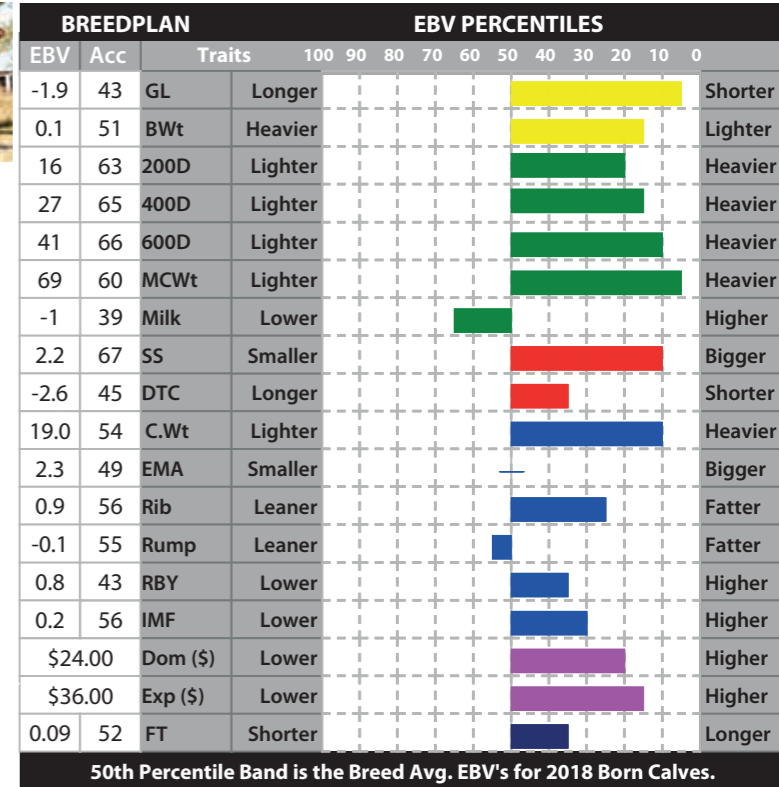 BREEDPLAN EBV PERCENTILES
EBV Acc Traits 100 90 80 70 60 50 40 30 20 10 0
-1.9 43 GL Longer Shorter
0.1 51 BWt Heavier Lighter
16 63 200D Lighter Heavier
27 65 400D Lighter Heavier
41 66 600D Lighter Heavier
69 60 MCWt Lighter Heavier
-1 39 Milk Lower Higher
2.2 67 SS Smaller Bigger
-2.6 45 DTC Longer Shorter
19.0 54 C.Wt Lighter Heavier
2.3 49 EMA Smaller Bigger
0.9 56 Rib Leaner Fatter
-0.1 55 Rump Leaner Fatter
0.8 43 RBY Lower Higher
0.2 56 IMF Lower Higher
$24.00 Dom ($) Lower Higher
$36.00 Exp ($) Lower Higher
0.09 52 FT Shorter Longer
50th Percentile Band is the Breed Avg. EBV's for 2018 Born Calves.